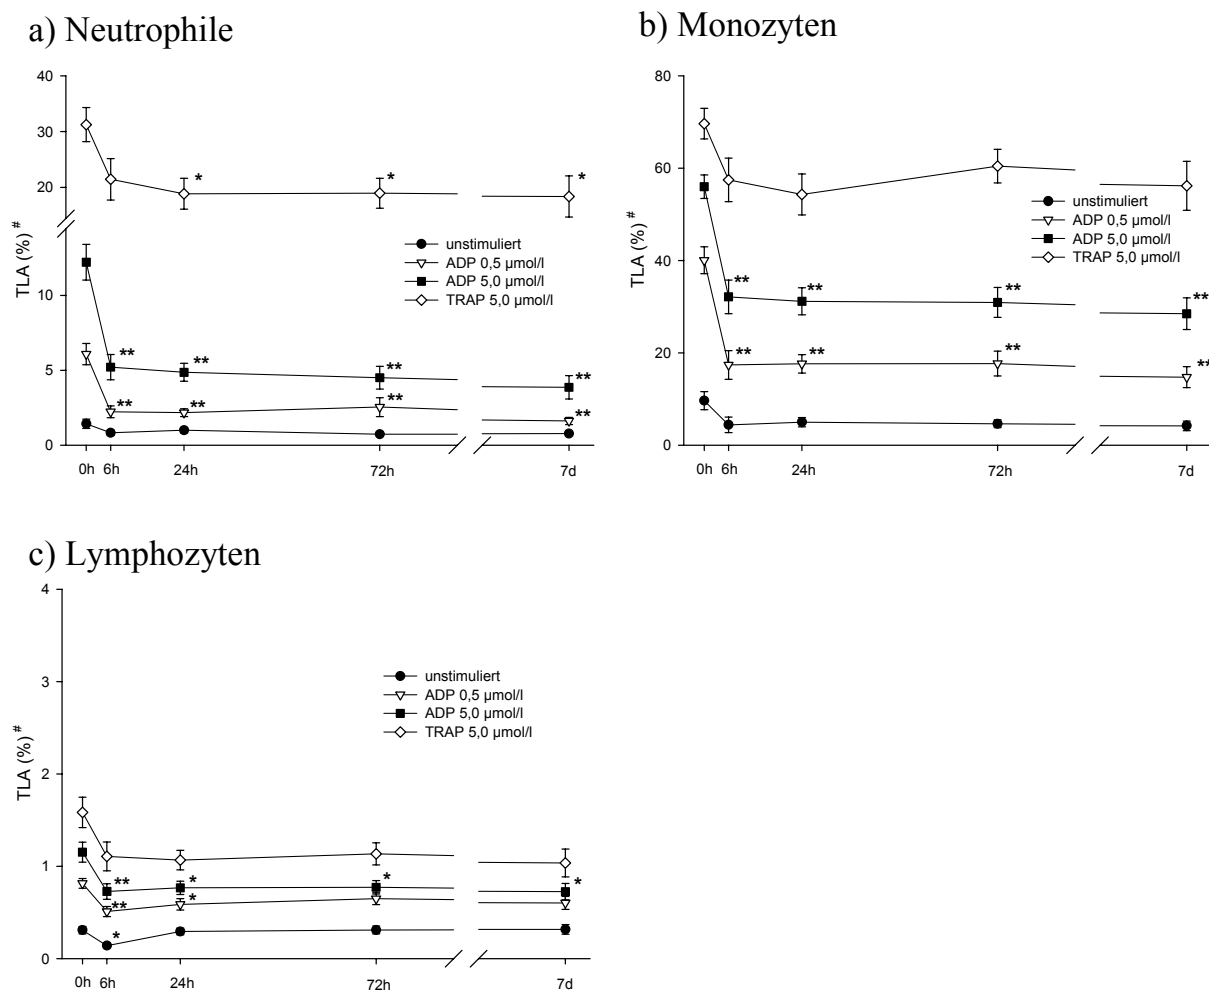 a) Neutrophile
40
30
20
10
5
0
TLA (%) #
* * *
unstimuliert
ADP 0,5 µmol/l
ADP 5,0 µmol/l
TRAP 5,0 µmol/l
** ** ** **
** ** ** **
0h 6h 24h 72h 7d
b) Monozyten
80
60
40
20
0
TLA (%) #
unstimuliert
ADP 0,5 µmol/l
ADP 5,0 µmol/l
TRAP 5,0 µmol/l
** ** ** **
** ** ** **
0h 6h 24h 72h 7d
c) Lymphozyten
4
3
2
1
0
TLA (%) #
unstimuliert
ADP 0,5 µmol/l
ADP 5,0 µmol/l
TRAP 5,0 µmol/l
** * * *
** *
*
0h 6h 24h 72h 7d